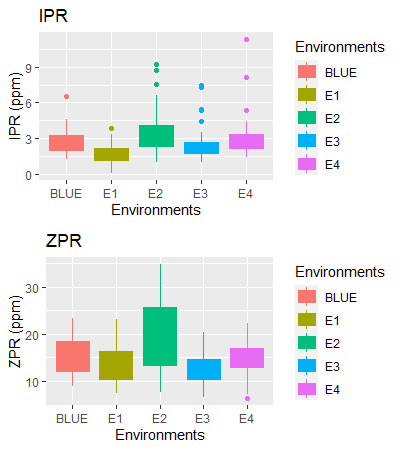 IPR
IPR (ppm)
9
6
3
0
BLUE E1 E2 E3 E4
Environments
Environments
BLUE
E1
E2
E3
E4
ZPR
ZPR (ppm)
30
20
10
BLUE E1 E2 E3 E4
Environments
Environments
BLUE
E1
E2
E3
E4